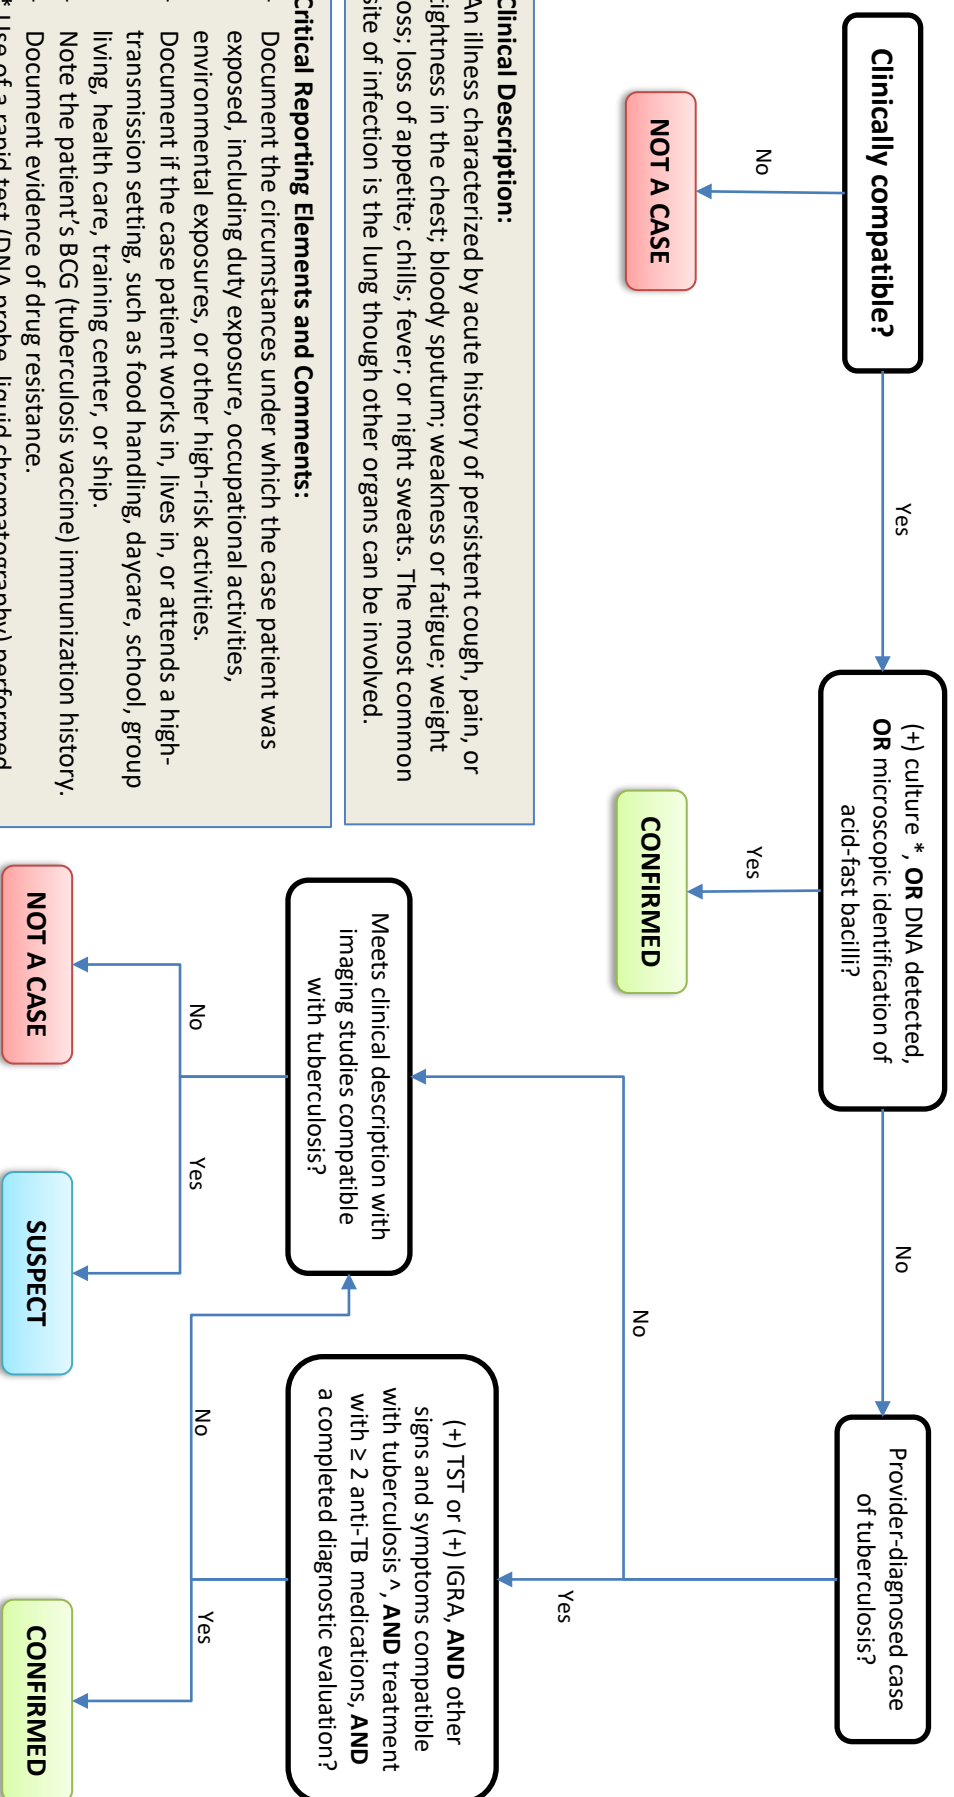 Clinically compatible?
Yes
No
NOT A CASE
(+) culture *, OR DNA detected,
OR microscopic identification of
acid-fast bacilli?
Yes
CONFIRMED
No
Provider-diagnosed case
of tuberculosis?
No
Yes
(+) TST or (+) IGRA, AND other
signs and symptoms compatible
with tuberculosis ^, AND treatment
with ≥ 2 anti-TB medications, AND
a completed diagnostic evaluation?
No
Yes
CONFIRMED
Meets clinical description with
imaging studies compatible
with tuberculosis?
No
Yes
NOT A CASE
SUSPECT
Clinical Description:
An illness characterized by acute history of persistent cough, pain, or
tightness in the chest; bloody sputum; weakness or fatigue; weight
loss; loss of appetite; chills; fever; or night sweats. The most common
site of infection is the lung though other organs can be involved.
Critical Reporting Elements and Comments:
Document the circumstances under which the case patient was
exposed, including duty exposure, occupational activities,
environmental exposures, or other high-risk activities.
Document if the case patient works in, lives in, or attends a high-
transmission setting, such as food handling, daycare, school, group
living, health care, training center, or ship.
Note the patient's BCG (tuberculosis vaccine) immunization history.
Document evidence of drug resistance.
* Use of a rapid test (DNA probe, liquid chromatography) performed